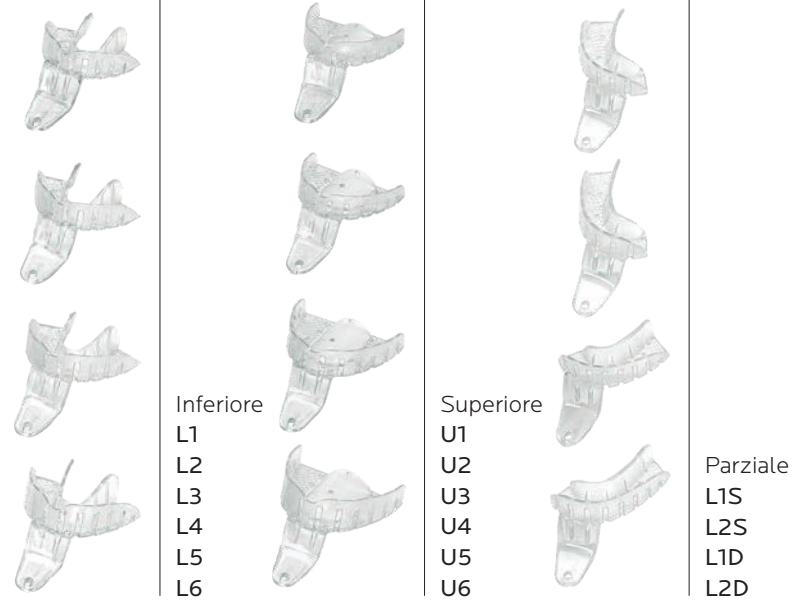 Inferiore
L1
L2
L3
L4
L5
L6
Superiore
U1
U2
U3
U4
U5
U6
Parziale
L1S
L2S
L1D
L2D